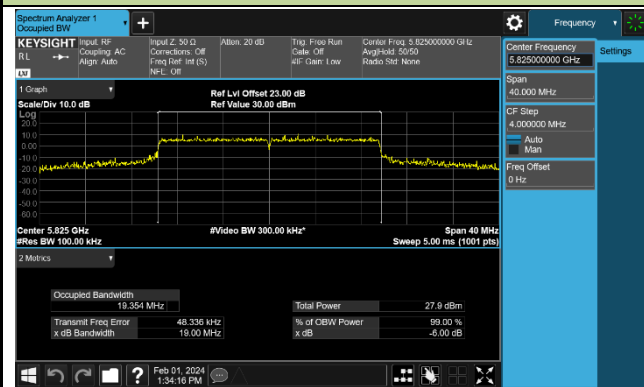 Spectrum Analyzer 1
Occupied BW
Frequency
KEYSIGHT
RL
LXI
Input: RF
Coupling: AC
Align: Auto
Input Z: 50 Ω
Corrections: Off
Freq Ref: Int (S)
NFE: Off
Atten: 20 dB
Trig: Free Run
Gate: Off
#IF Gain: Low
Center Freq: 5.825000000 GHz
Avg|Hold: 50/50
Radio Std: None
Center Frequency
5.825000000 GHz
Settings
Span
40.000 MHz
CF Step
4.000000 MHz
Auto
Man
Freq Offset
0 Hz
1 Graph
Scale/Div 10.0 dB
Ref Lvl Offset 23.00 dB
Ref Value 30.00 dBm
Log
20.0
10.0
0.00
-10.0
-20.0
-30.0
-40.0
-50.0
-60.0
Center 5.825 GHz
#Res BW 100.00 kHz
#Video BW 300.00 kHz*
Span 40 MHz
Sweep 5.00 ms (1001 pts)
2 Metrics
Occupied Bandwidth
19.354 MHz
Total Power 27.9 dBm
Transmit Freq Error 48.336 kHz
% of OBW Power 99.00 %
x dB Bandwidth 19.00 MHz
x dB -6.00 dB
Feb 01, 2024
1:34:16 PM